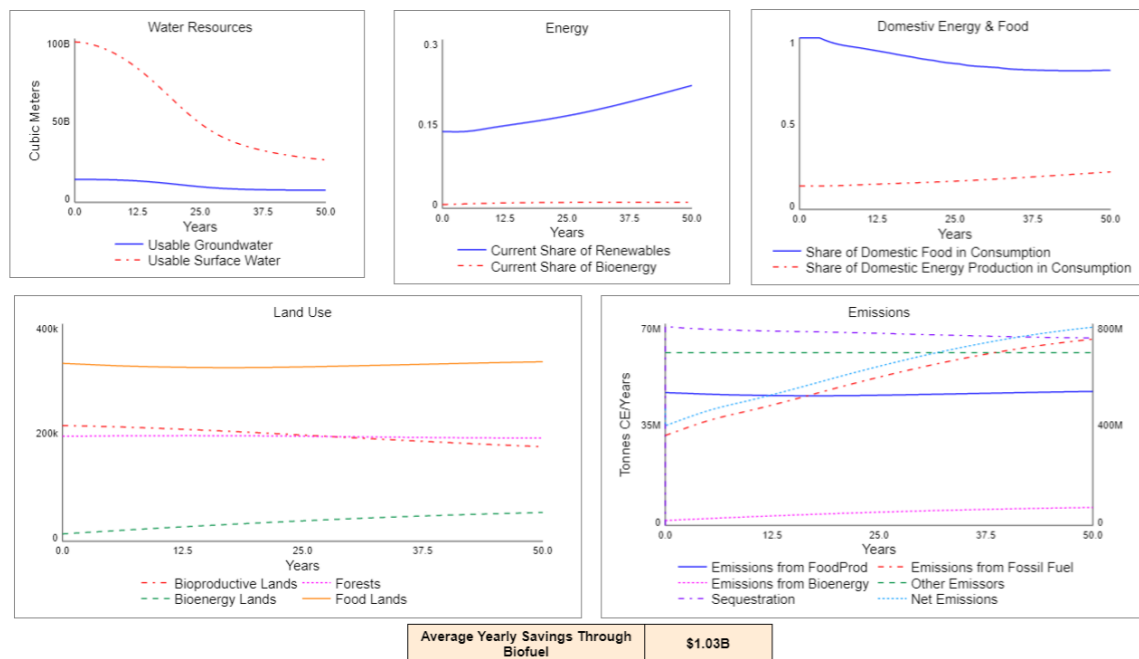 Water Resources
100B
50B
0
Cubic Meters
0.0 12.5 25.0 37.5 50.0
Years
Usable Groundwater
Usable Surface Water
Energy
0.3
0.15
0
0.0 12.5 25.0 37.5 50.0
Years
Current Share of Renewables
Current Share of Bioenergy
Domestiv Energy & Food
1
0.5
0
0.0 12.5 25.0 37.5 50.0
Years
Share of Domestic Food in Consumption
Share of Domestic Energy Production in Consumption
Land Use
400k
200k
0
0.0 12.5 25.0 37.5 50.0
Years
Bioproductive Lands Forests
Bioenergy Lands Food Lands
Emissions
70M 800M
35M 400M
0 0
Tonnes CE/Years
0.0 12.5 25.0 37.5 50.0
Years
Emissions from FoodProd Emissions from Fossil Fuel
Emissions from Bioenergy Other Emissors
Sequestration Net Emissions
Average Yearly Savings Through
Biofuel
$1.03B